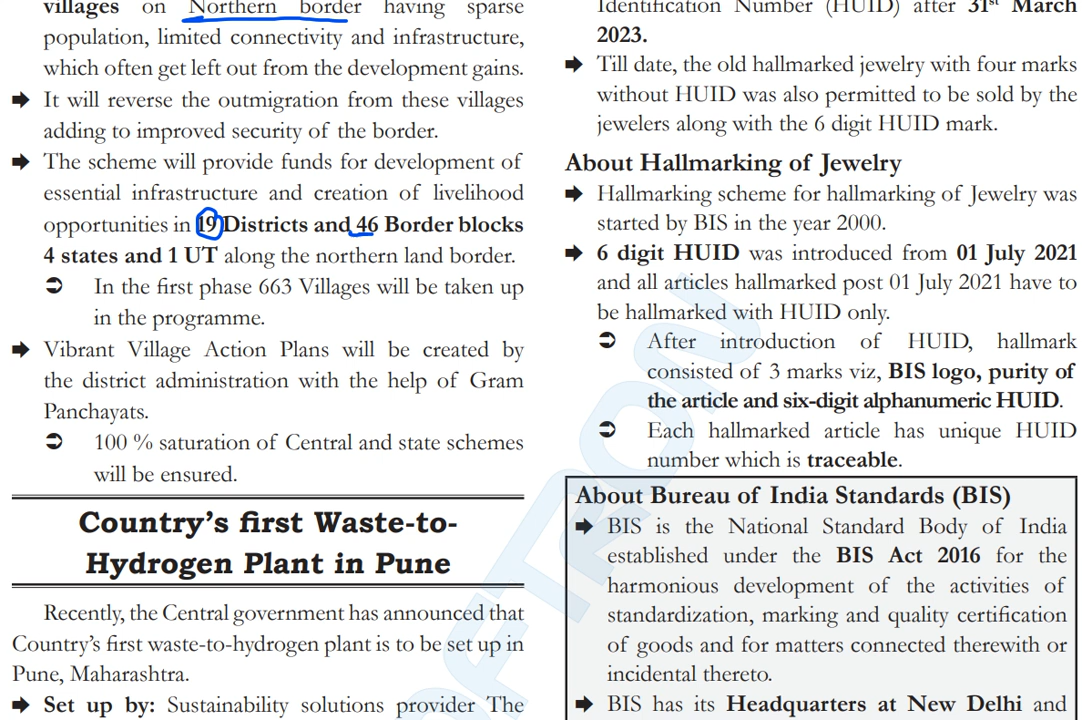 villages on Northern border having sparse
population, limited connectivity and infrastructure,
which often get left out from the development gains.
➡ It will reverse the outmigration from these villages
adding to improved security of the border.
➡ The scheme will provide funds for development of
essential infrastructure and creation of livelihood
opportunities in 19 Districts and 46 Border blocks
4 states and 1 UT along the northern land border.
➲ In the first phase 663 Villages will be taken up
in the programme.
➡ Vibrant Village Action Plans will be created by
the district administration with the help of Gram
Panchayats.
➲ 100 % saturation of Central and state schemes
will be ensured.
Country's first Waste-to-
Hydrogen Plant in Pune
Recently, the Central government has announced that
Country's first waste-to-hydrogen plant is to be set up in
Pune, Maharashtra.
➡ Set up by: Sustainability solutions provider The
Identification Number (HUID) after 31st March
2023.
➡ Till date, the old hallmarked jewelry with four marks
without HUID was also permitted to be sold by the
jewelers along with the 6 digit HUID mark.
About Hallmarking of Jewelry
➡ Hallmarking scheme for hallmarking of Jewelry was
started by BIS in the year 2000.
➡ 6 digit HUID was introduced from 01 July 2021
and all articles hallmarked post 01 July 2021 have to
be hallmarked with HUID only.
➲ After introduction of HUID, hallmark
consisted of 3 marks viz, BIS logo, purity of
the article and six-digit alphanumeric HUID.
➲ Each hallmarked article has unique HUID
number which is traceable.
About Bureau of India Standards (BIS)
➡ BIS is the National Standard Body of India
established under the BIS Act 2016 for the
harmonious development of the activities of
standardization, marking and quality certification
of goods and for matters connected therewith or
incidental thereto.
➡ BIS has its Headquarters at New Delhi and